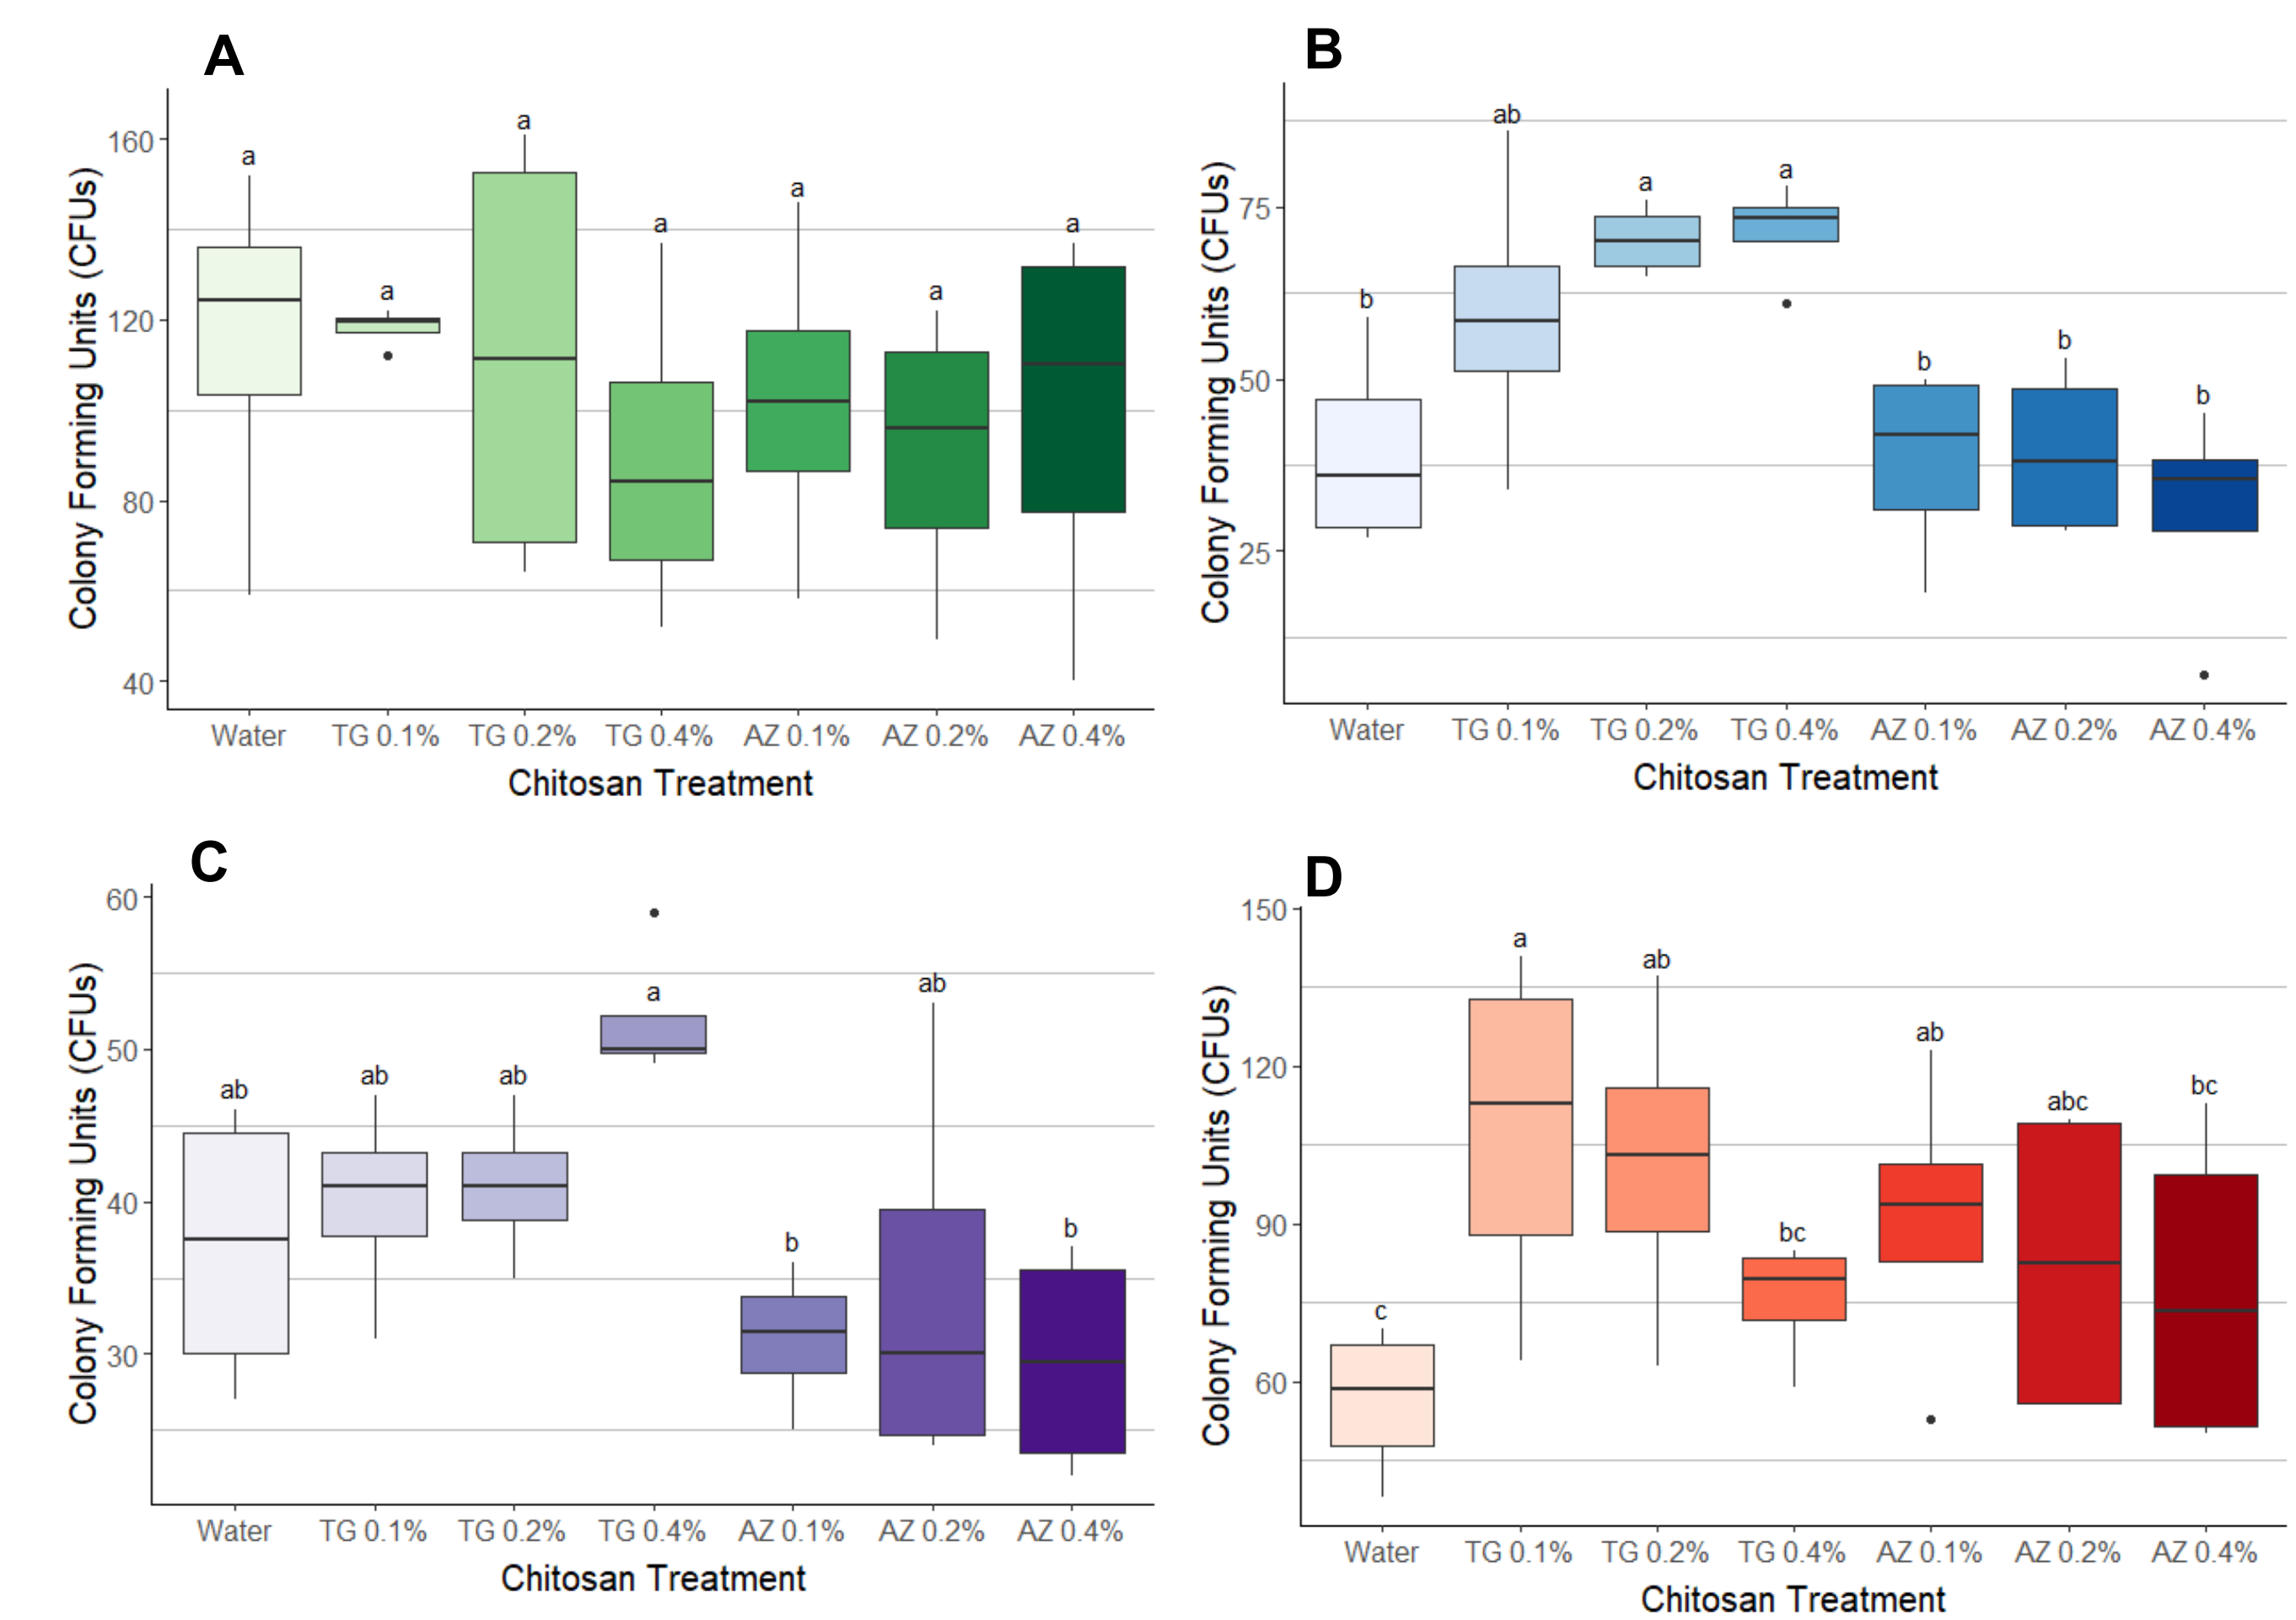 A
Colony Forming Units (CFUs)
160
120
80
40
a
a
a
a
a
a
a
Water TG 0.1% TG 0.2% TG 0.4% AZ 0.1% AZ 0.2% AZ 0.4%
Chitosan Treatment
B
Colony Forming Units (CFUs)
75
50
25
b
ab
a
a
b
b
b
Water TG 0.1% TG 0.2% TG 0.4% AZ 0.1% AZ 0.2% AZ 0.4%
Chitosan Treatment
C
Colony Forming Units (CFUs)
60
50
40
30
ab
ab
ab
a
b
ab
b
Water TG 0.1% TG 0.2% TG 0.4% AZ 0.1% AZ 0.2% AZ 0.4%
Chitosan Treatment
D
Colony Forming Units (CFUs)
150
120
90
60
c
a
ab
bc
ab
abc
bc
Water TG 0.1% TG 0.2% TG 0.4% AZ 0.1% AZ 0.2% AZ 0.4%
Chitosan Treatment